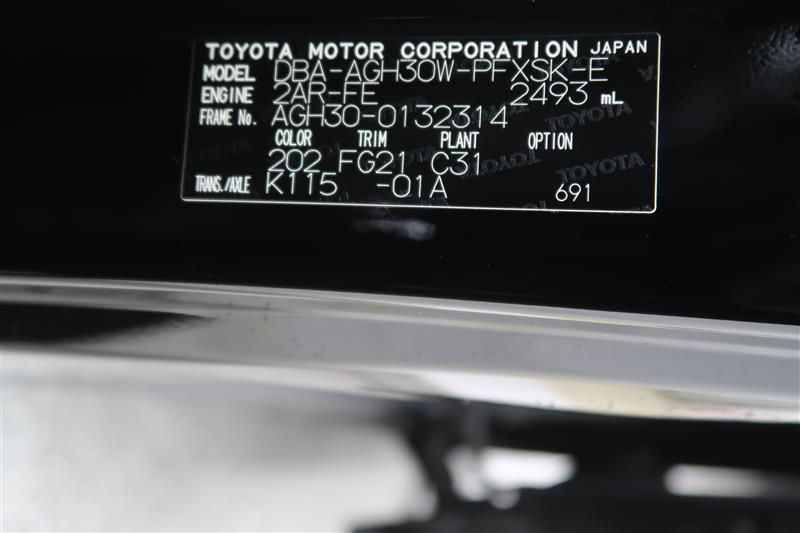 TOYOTA MOTOR CORPORATION JAPAN
MODEL DBA-AGH30W-PFXSK-E
ENGINE 2AR-FE 2493 mL
FRAME No. AGH30-0132314
COLOR TRIM PLANT OPTION
202 FG21 C31
TRANS./AXLE K115 -01A 691